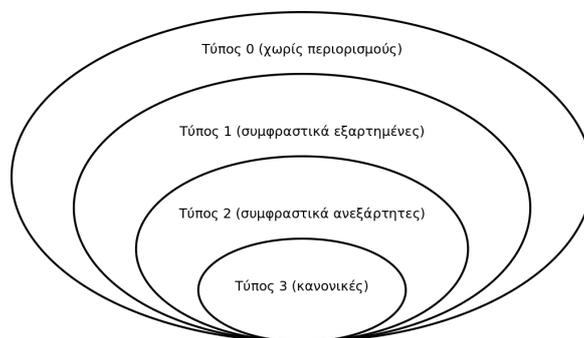 Τύπος 0 (χωρίς περιορισμούς)
Τύπος 1 (συμφραστικά εξαρτημένες)
Τύπος 2 (συμφραστικά ανεξάρτητες)
Τύπος 3 (κανονικές)